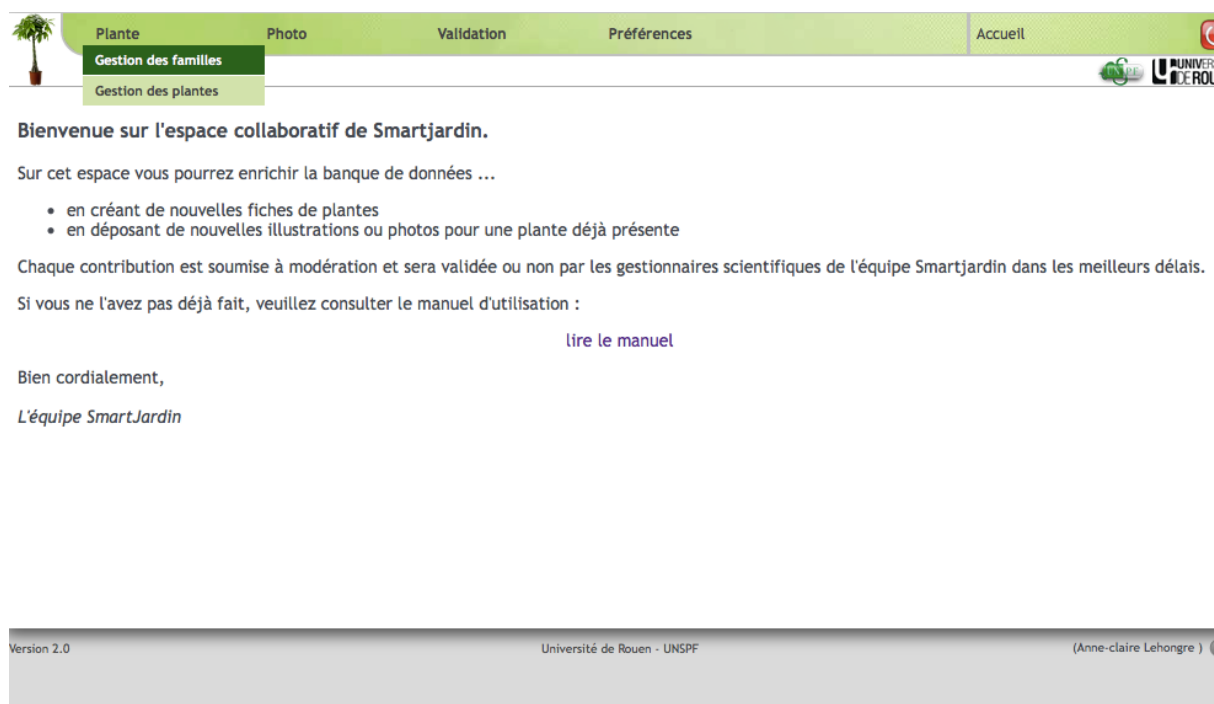 Plante Photo Validation Préférences Accueil
Gestion des familles
Gestion des plantes
UNSPF
Bienvenue sur l'espace collaboratif de Smartjardin.
Sur cet espace vous pourrez enrichir la banque de données ...
• en créant de nouvelles fiches de plantes
• en déposant de nouvelles illustrations ou photos pour une plante déjà présente
Chaque contribution est soumise à modération et sera validée ou non par les gestionnaires scientifiques de l'équipe Smartjardin dans les meilleurs délais.
Si vous ne l'avez pas déjà fait, veuillez consulter le manuel d'utilisation :
lire le manuel
Bien cordialement,
L'équipe SmartJardin
Version 2.0 Université de Rouen - UNSPF (Anne-claire Lehongre )